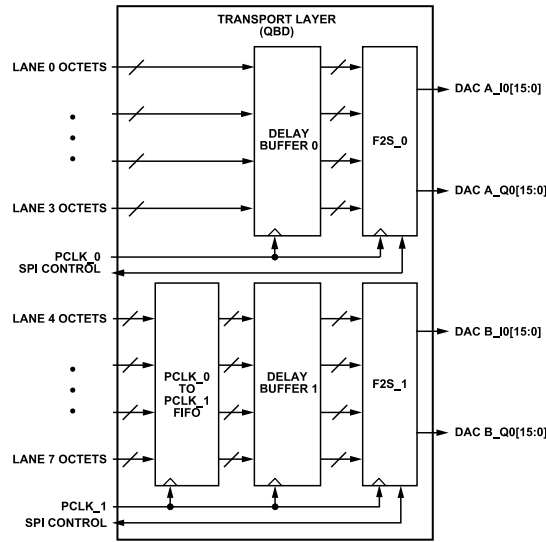 TRANSPORT LAYER
(QBD)
LANE 0 OCTETS
LANE 3 OCTETS
DELAY
BUFFER 0
F2S_0
DAC A_I0[15:0]
DAC A_Q0[15:0]
PCLK_0
SPI CONTROL
LANE 4 OCTETS
LANE 7 OCTETS
PCLK_0
TO
PCLK_1
FIFO
DELAY
BUFFER 1
F2S_1
DAC B_I0[15:0]
DAC B_Q0[15:0]
PCLK_1
SPI CONTROL